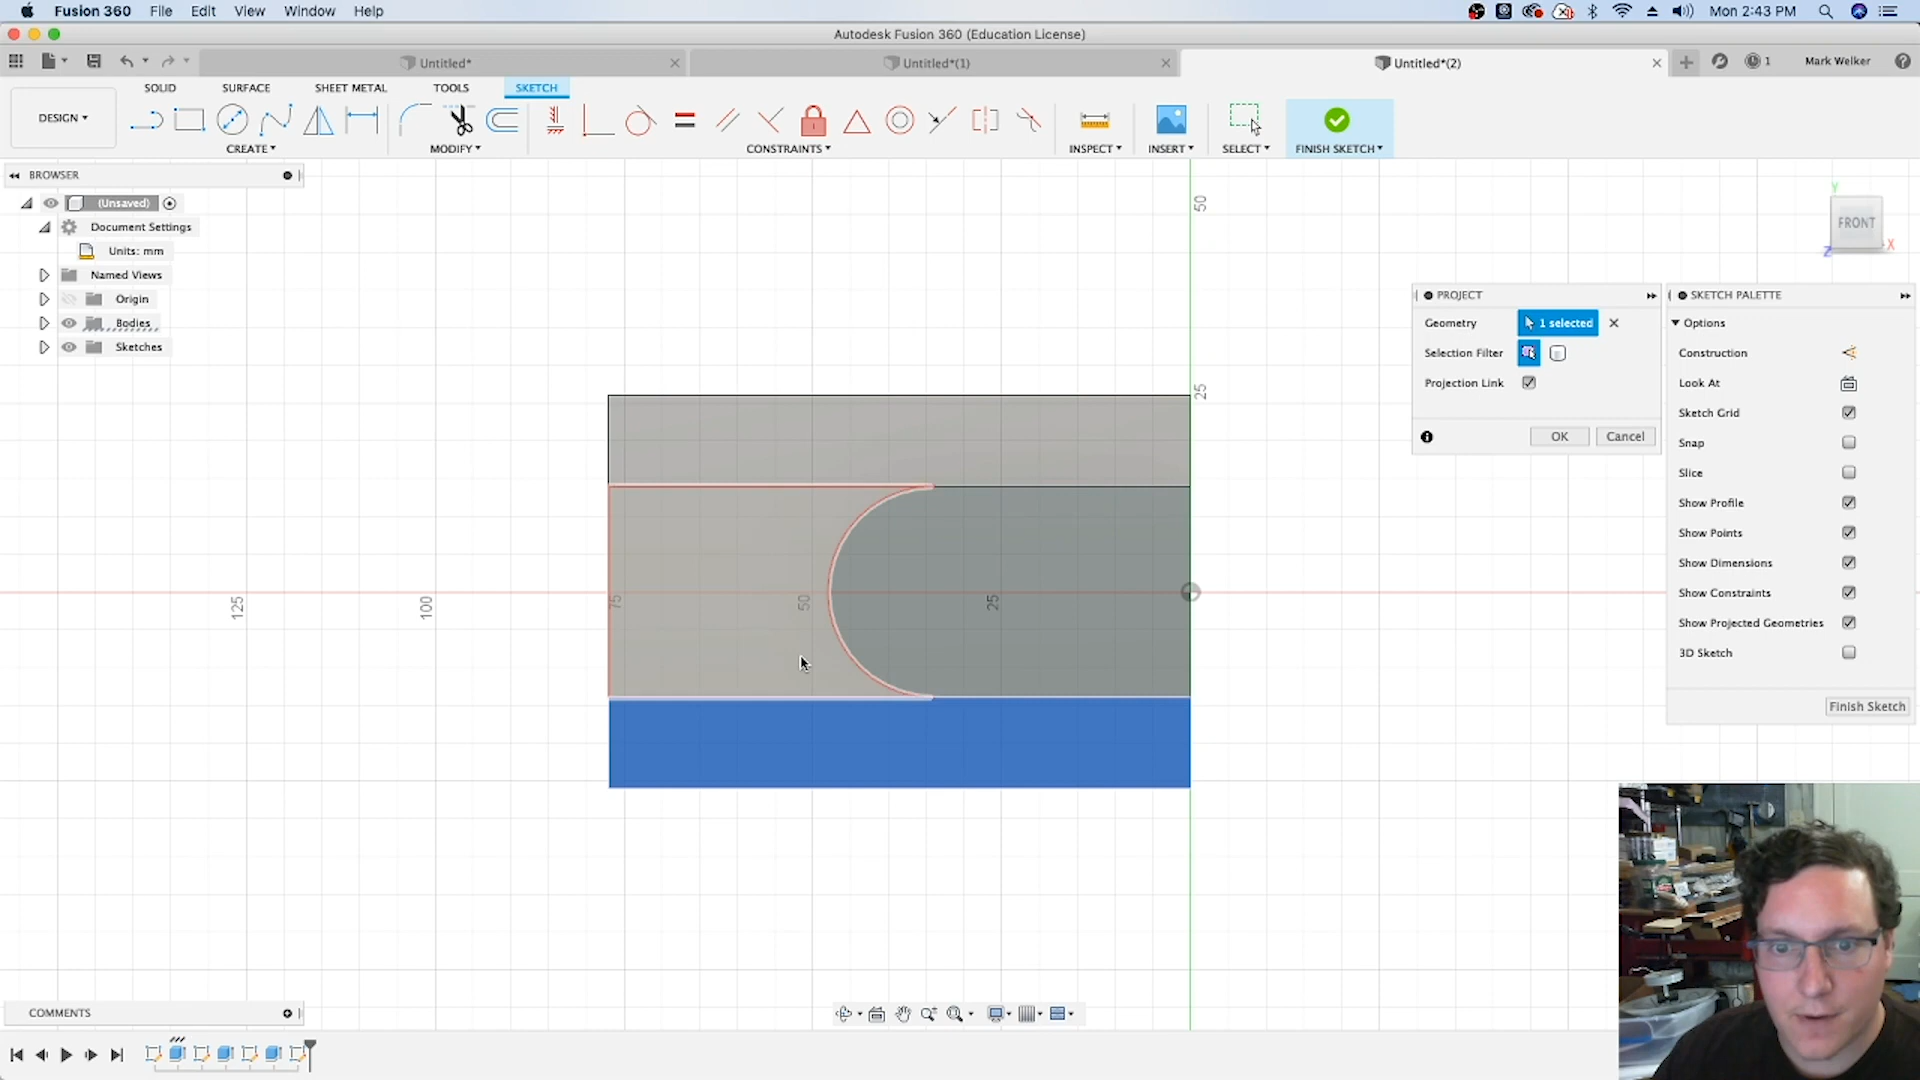 Fusion 360 File Edit View Window Help Mon 2:43 PM
Autodesk Fusion 360 (Education License)
Untitled* Untitled*(1) Untitled*(2) 1 Mark Welker
SOLID SURFACE SHEET METAL TOOLS SKETCH
DESIGN
CREATE MODIFY CONSTRAINTS INSPECT INSERT SELECT FINISH SKETCH
BROWSER
(Unsaved)
Document Settings
Units: mm
Named Views
Origin
Bodies
Sketches
50
25
125
100
75
50
25
Y
FRONT
X
Z
PROJECT
Geometry 1 selected
Selection Filter
Projection Link
OK Cancel
SKETCH PALETTE
Options
Construction
Look At
Sketch Grid
Snap
Slice
Show Profile
Show Points
Show Dimensions
Show Constraints
Show Projected Geometries
3D Sketch
Finish Sketch
COMMENTS